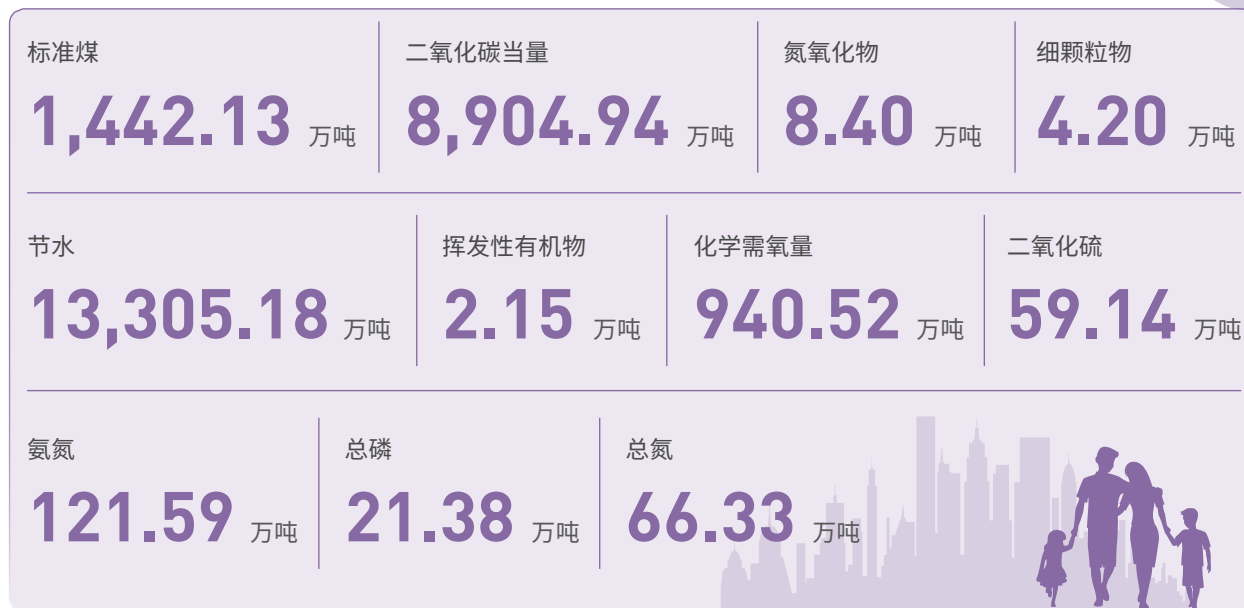 标准煤 二氧化碳当量 氮氧化物 细颗粒物
1,442.13 万吨 8,904.94 万吨 8.40 万吨 4.20 万吨
节水 挥发性有机物 化学需氧量 二氧化硫
13,305.18 万吨 2.15 万吨 940.52 万吨 59.14 万吨
氨氮 总磷 总氮
121.59 万吨 21.38 万吨 66.33 万吨